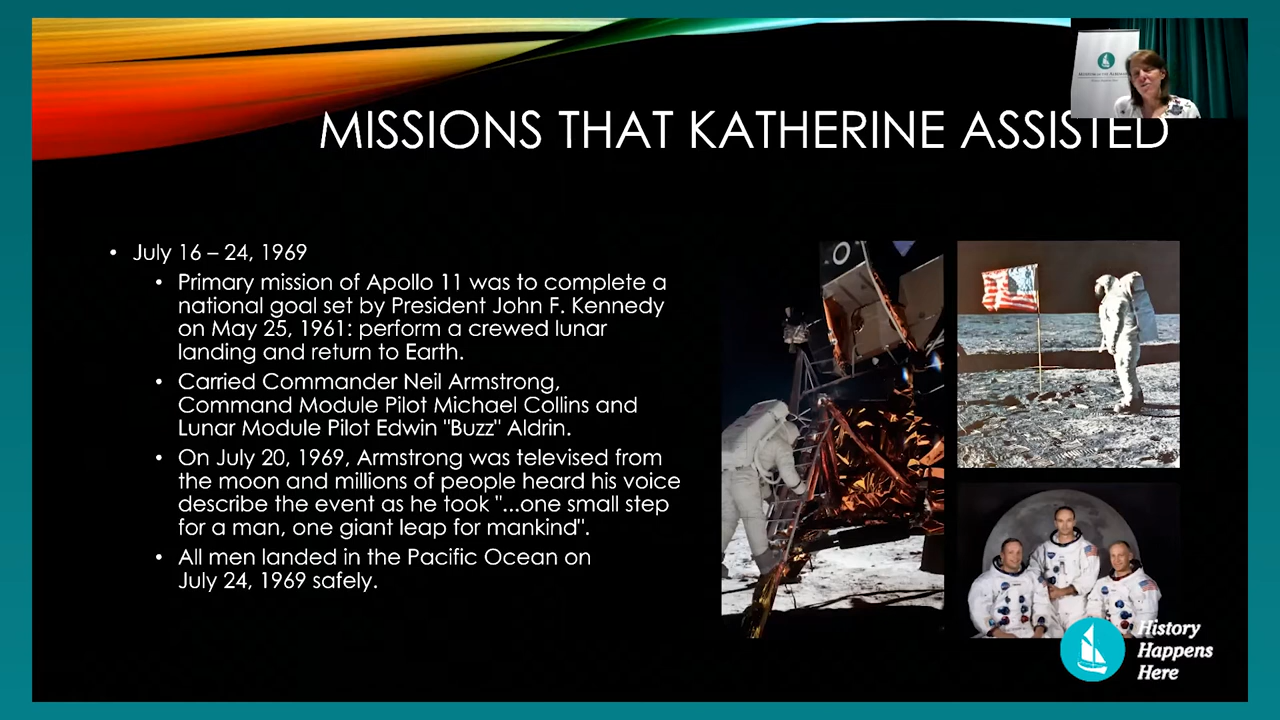 MISSIONS THAT KATHERINE ASSISTED
• July 16 – 24, 1969
• Primary mission of Apollo 11 was to complete a
national goal set by President John F. Kennedy
on May 25, 1961: perform a crewed lunar
landing and return to Earth.
• Carried Commander Neil Armstrong,
Command Module Pilot Michael Collins and
Lunar Module Pilot Edwin "Buzz" Aldrin.
• On July 20, 1969, Armstrong was televised from
the moon and millions of people heard his voice
describe the event as he took "...one small step
for a man, one giant leap for mankind".
• All men landed in the Pacific Ocean on
July 24, 1969 safely.
History
Happens
Here